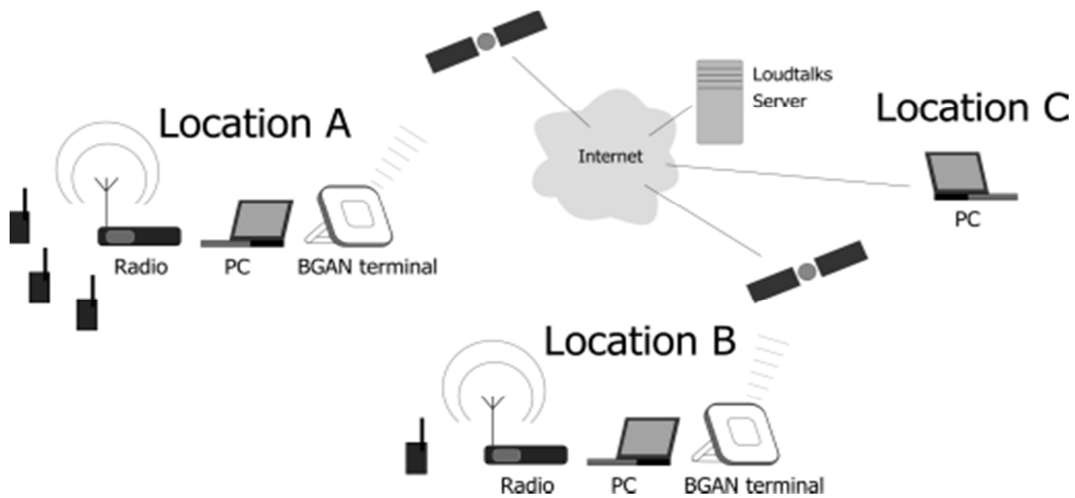 Loudtalks
Server
Location C
Location A
Internet
PC
Radio
PC
BGAN terminal
Location B
Radio
PC
BGAN terminal